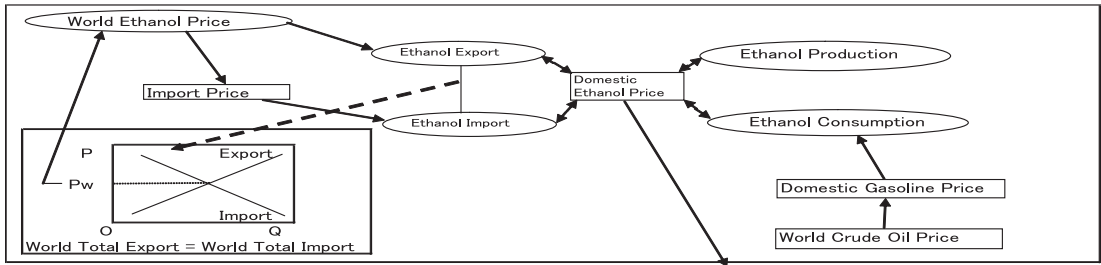 World Ethanol Price
Ethanol Export
Ethanol Production
Import Price
Domestic
Ethanol Price
Ethanol Import
Ethanol Consumption
P
Export
Pw
Domestic Gasoline Price
Import
O
Q
World Crude Oil Price
World Total Export = World Total Import